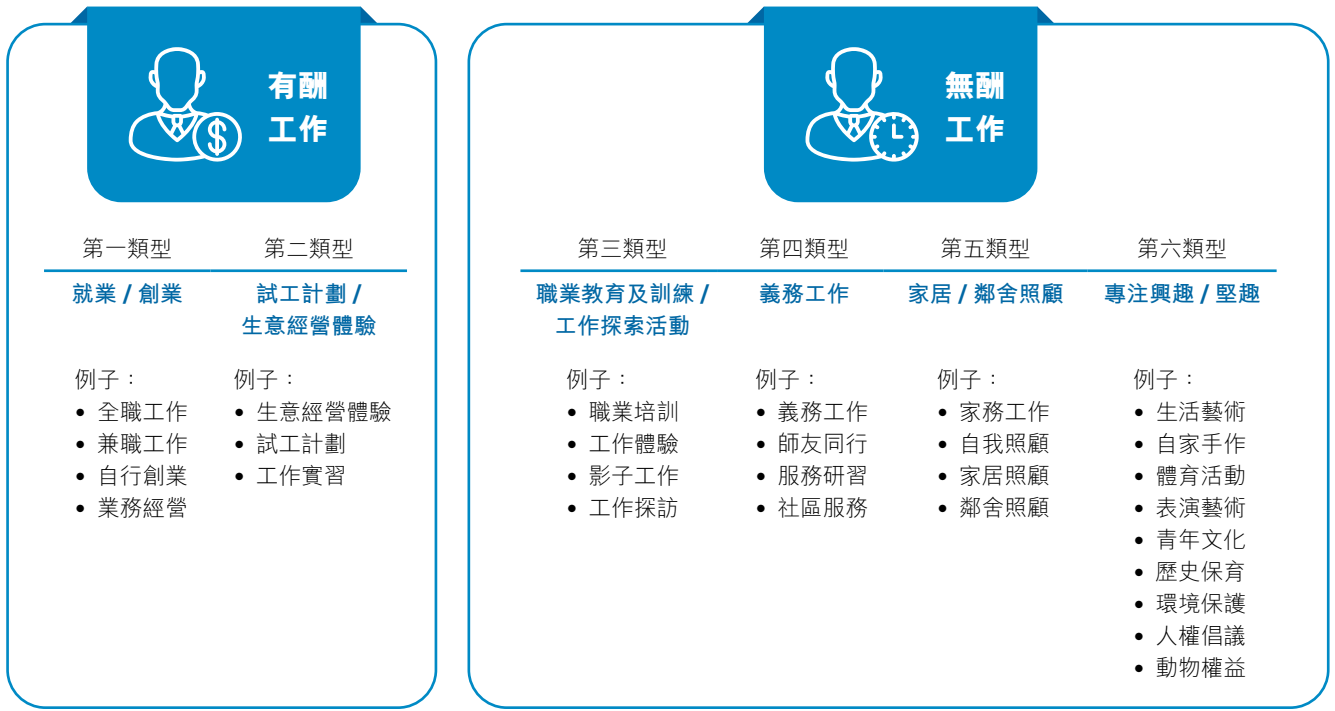 有酬
工作
第一類型
就業 / 創業
例子：
• 全職工作
• 兼職工作
• 自行創業
• 業務經營
第二類型
試工計劃 /
生意經營體驗
例子：
• 生意經營體驗
• 試工計劃
• 工作實習
無酬
工作
第三類型
職業教育及訓練 /
工作探索活動
例子：
• 職業培訓
• 工作體驗
• 影子工作
• 工作探訪
第四類型
義務工作
例子：
• 義務工作
• 師友同行
• 服務研習
• 社區服務
第五類型
家居 / 鄰舍照顧
例子：
• 家務工作
• 自我照顧
• 家居照顧
• 鄰舍照顧
第六類型
專注興趣 / 堅趣
例子：
• 生活藝術
• 自家手作
• 體育活動
• 表演藝術
• 青年文化
• 歷史保育
• 環境保護
• 人權倡議
• 動物權益